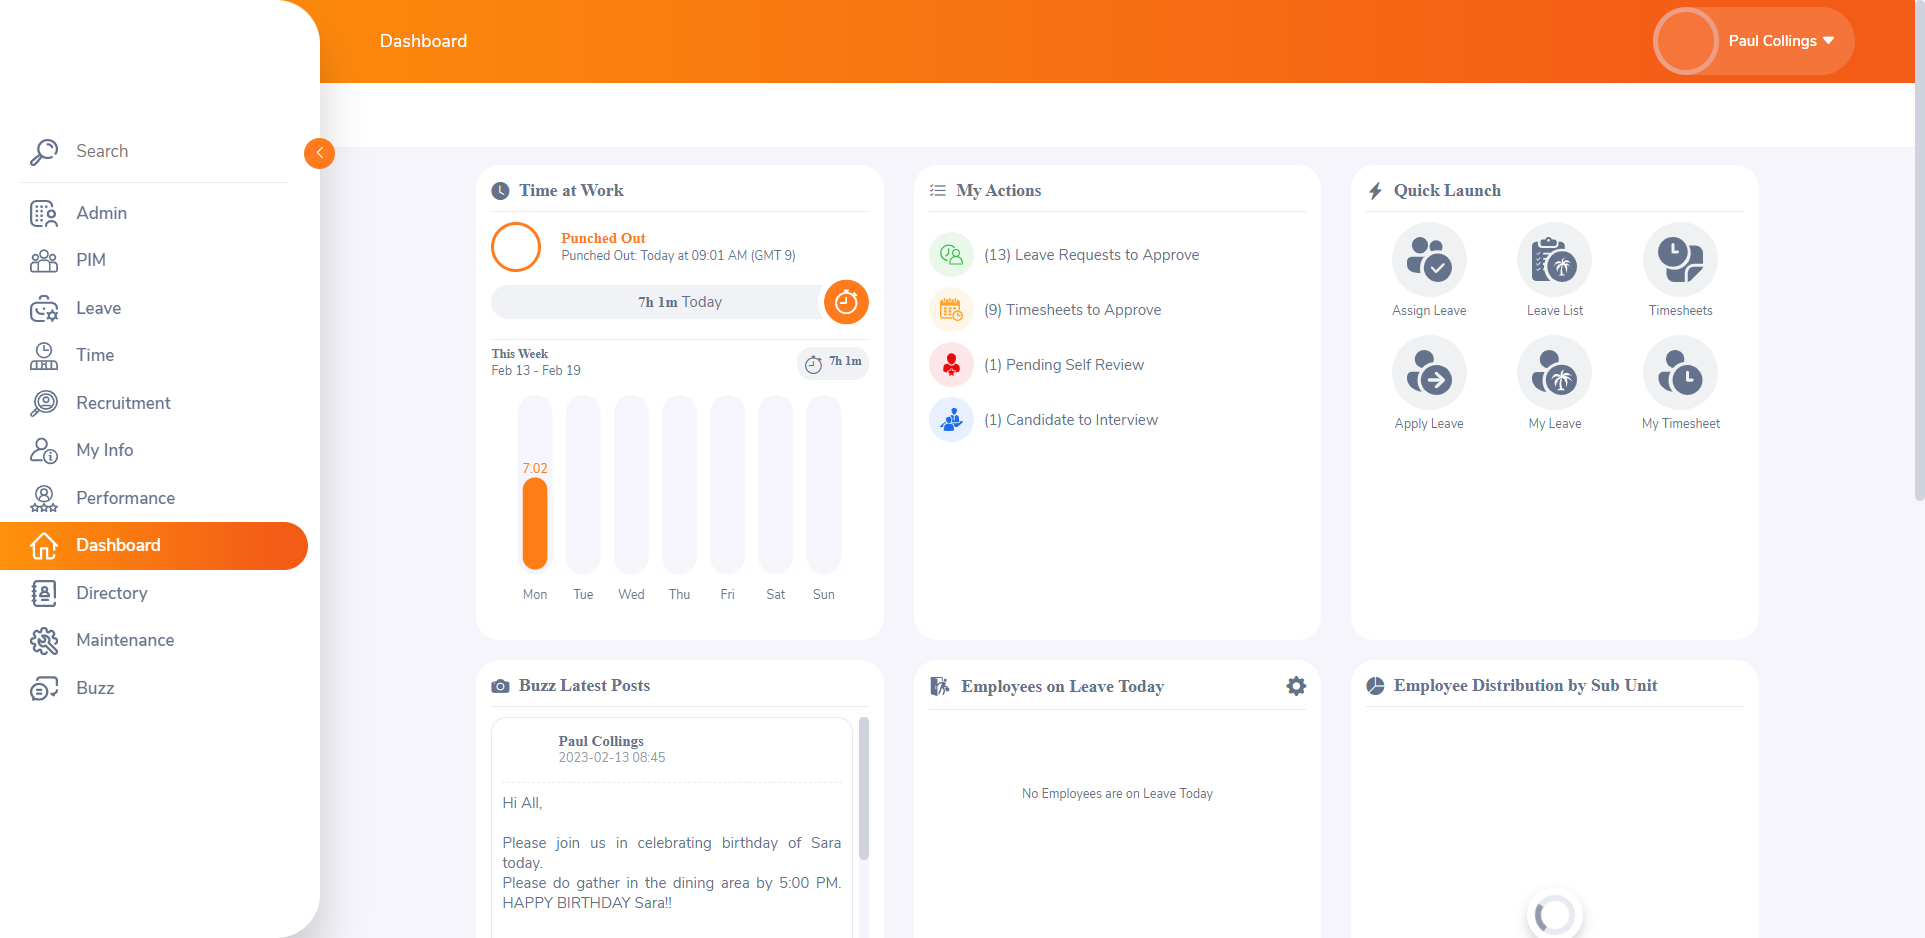 Dashboard
Paul Collings
Search
Admin
PIM
Leave
Time
Recruitment
My Info
Performance
Dashboard
Directory
Maintenance
Buzz
Time at Work
Punched Out
Punched Out: Today at 09:01 AM (GMT 9)
7h 1m Today
This Week
Feb 13 - Feb 19
7h 1m
7.02
Mon Tue Wed Thu Fri Sat Sun
My Actions
(13) Leave Requests to Approve
(9) Timesheets to Approve
(1) Pending Self Review
(1) Candidate to Interview
Quick Launch
Assign Leave Leave List Timesheets
Apply Leave My Leave My Timesheet
Buzz Latest Posts
Paul Collings
2023-02-13 08:45
Hi All,
Please join us in celebrating birthday of Sara
today.
Please do gather in the dining area by 5:00 PM.
HAPPY BIRTHDAY Sara!!
Employees on Leave Today
No Employees are on Leave Today
Employee Distribution by Sub Unit